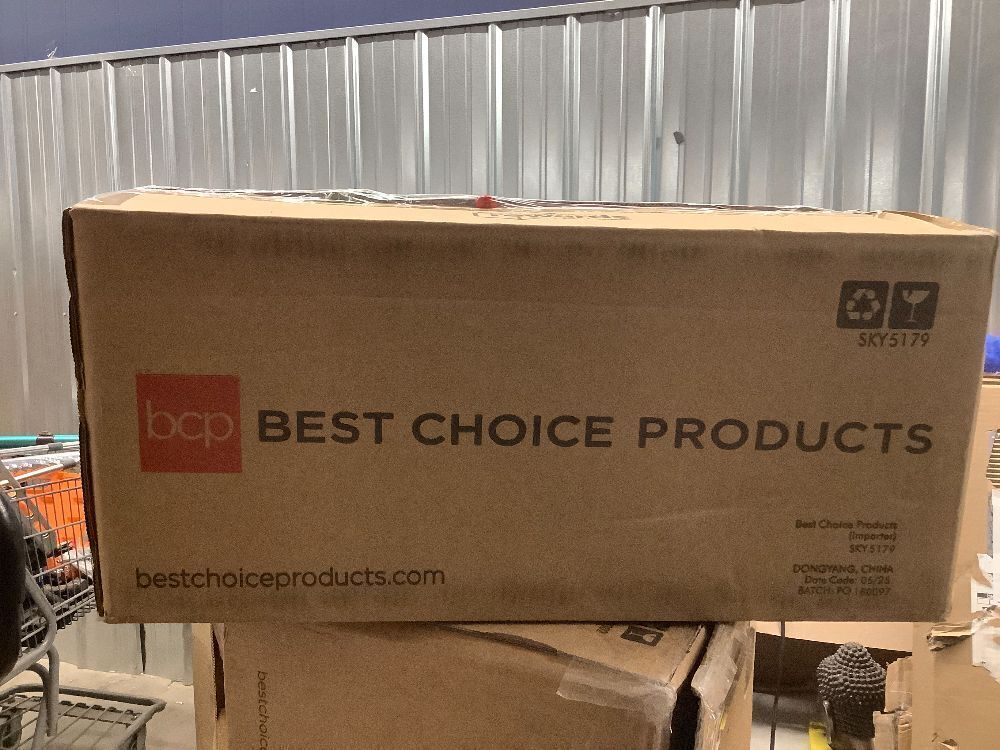 SKY5179
bcp BEST CHOICE PRODUCTS
Best Choice Products
(Importer)
SKY5179
DONGYANG, CHINA
Date Code: 05/25
BATCH: PO 180097
bestchoiceproducts.com
bestchoic